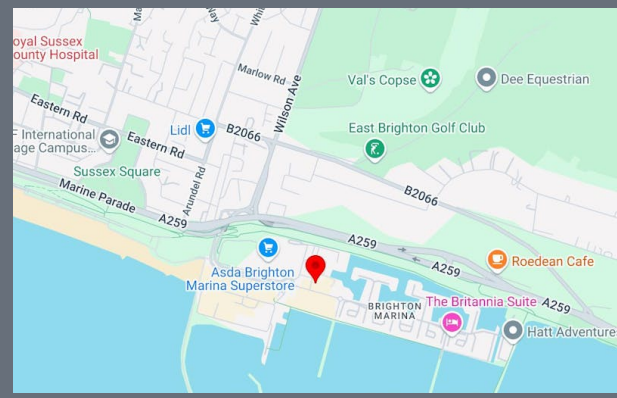 oyal Sussex
ounty Hospital
Way
Whi
Marlow Rd
Wilson Ave
Val's Copse
Dee Equestrian
Eastern Rd
Lidl
B2066
East Brighton Golf Club
F International
age Campus...
Eastern Rd
Sussex Square
Arundel Rd
B2066
Marine Parade
A259
A259
A259
Roedean Cafe
Asda Brighton
Marina Superstore
The Britannia Suite
A259
BRIGHTON
MARINA
Hatt Adventure